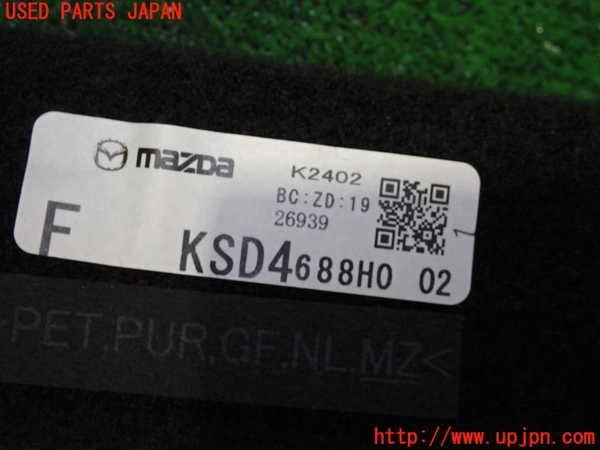 USED PARTS JAPAN
mazda
K2402
BC:ZD:19
26939
F
KSD4688H0 02
>PET.PUR.GF.NL.MZ<
http://www.upjpn.com/